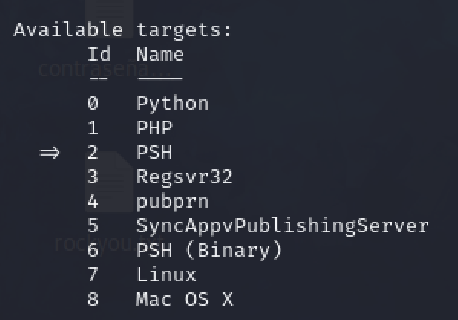 Available targets:
Id Name
-- ----
0 Python
1 PHP
=> 2 PSH
3 Regsvr32
4 pubprn
5 SyncAppvPublishingServer
6 PSH (Binary)
7 Linux
8 Mac OS X